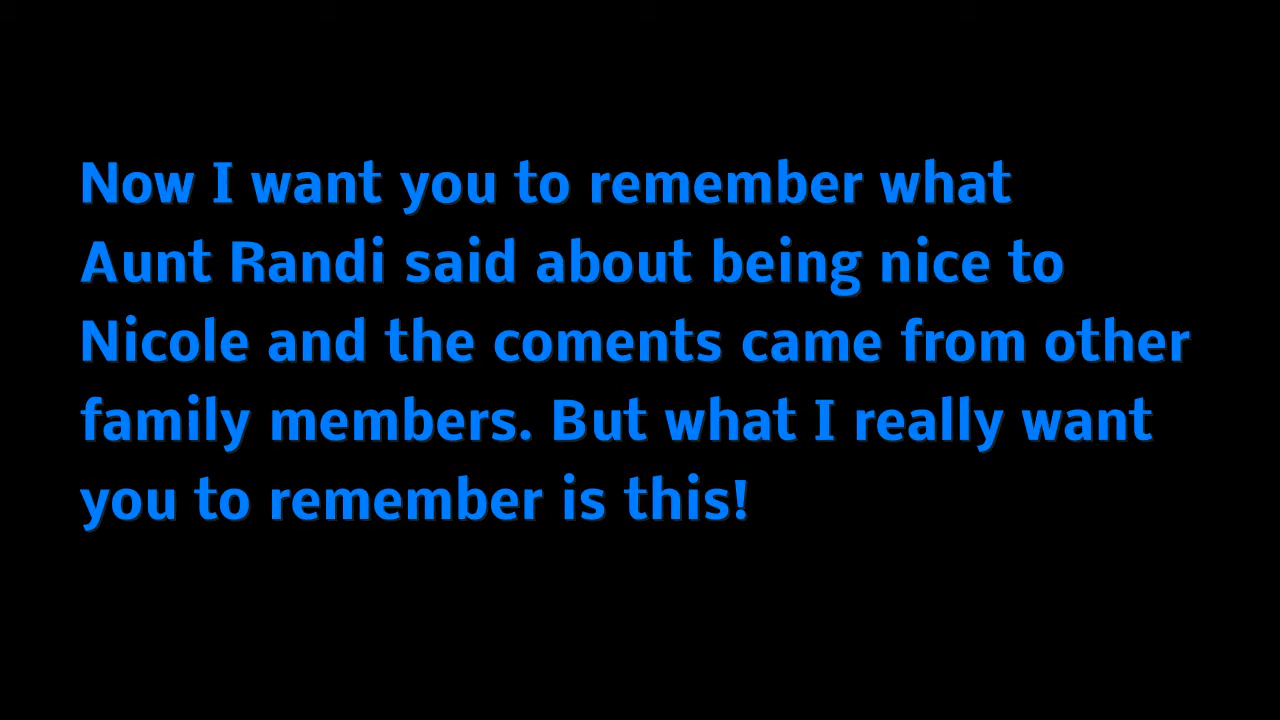 Now I want you to remember what
Aunt Randi said about being nice to
Nicole and the coments came from other
family members. But what I really want
you to remember is this!